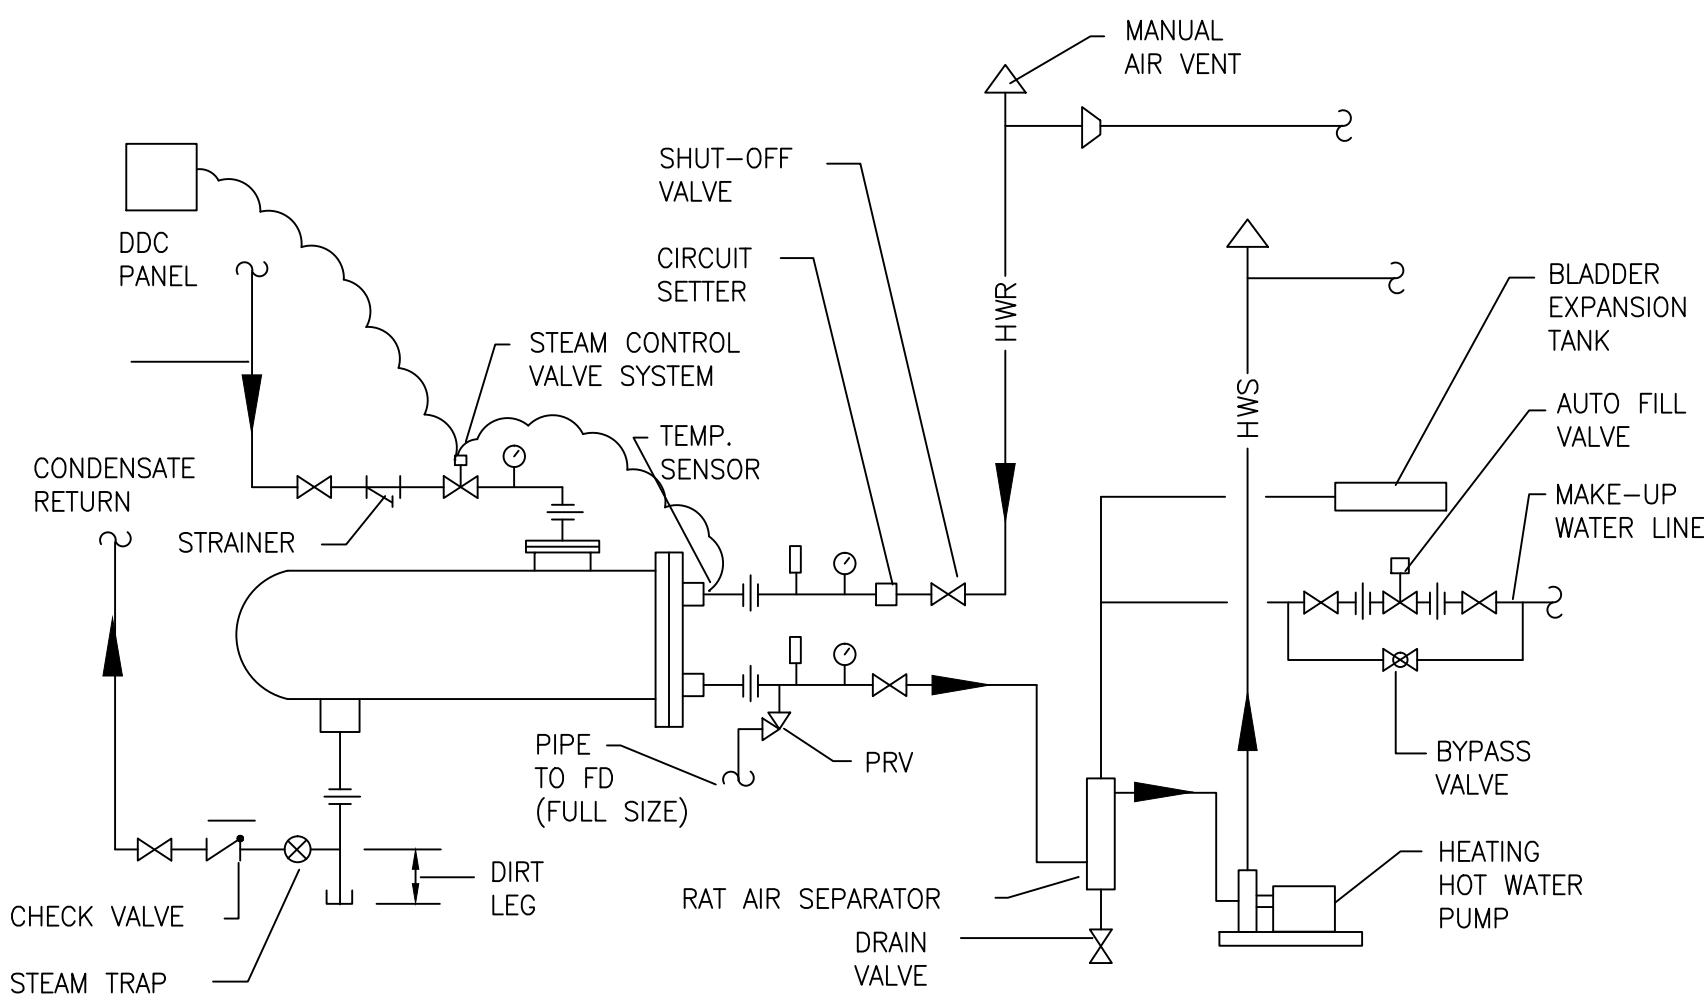 MANUAL
AIR VENT
SHUT-OFF
VALVE
DDC
PANEL
CIRCUIT
SETTER
HWR
BLADDER
EXPANSION
TANK
STEAM CONTROL
VALVE SYSTEM
HWS
AUTO FILL
VALVE
TEMP.
SENSOR
CONDENSATE
RETURN
MAKE-UP
WATER LINE
STRAINER
PIPE
TO FD
(FULL SIZE)
PRV
BYPASS
VALVE
HEATING
HOT WATER
PUMP
DIRT
LEG
RAT AIR SEPARATOR
CHECK VALVE
DRAIN
VALVE
STEAM TRAP